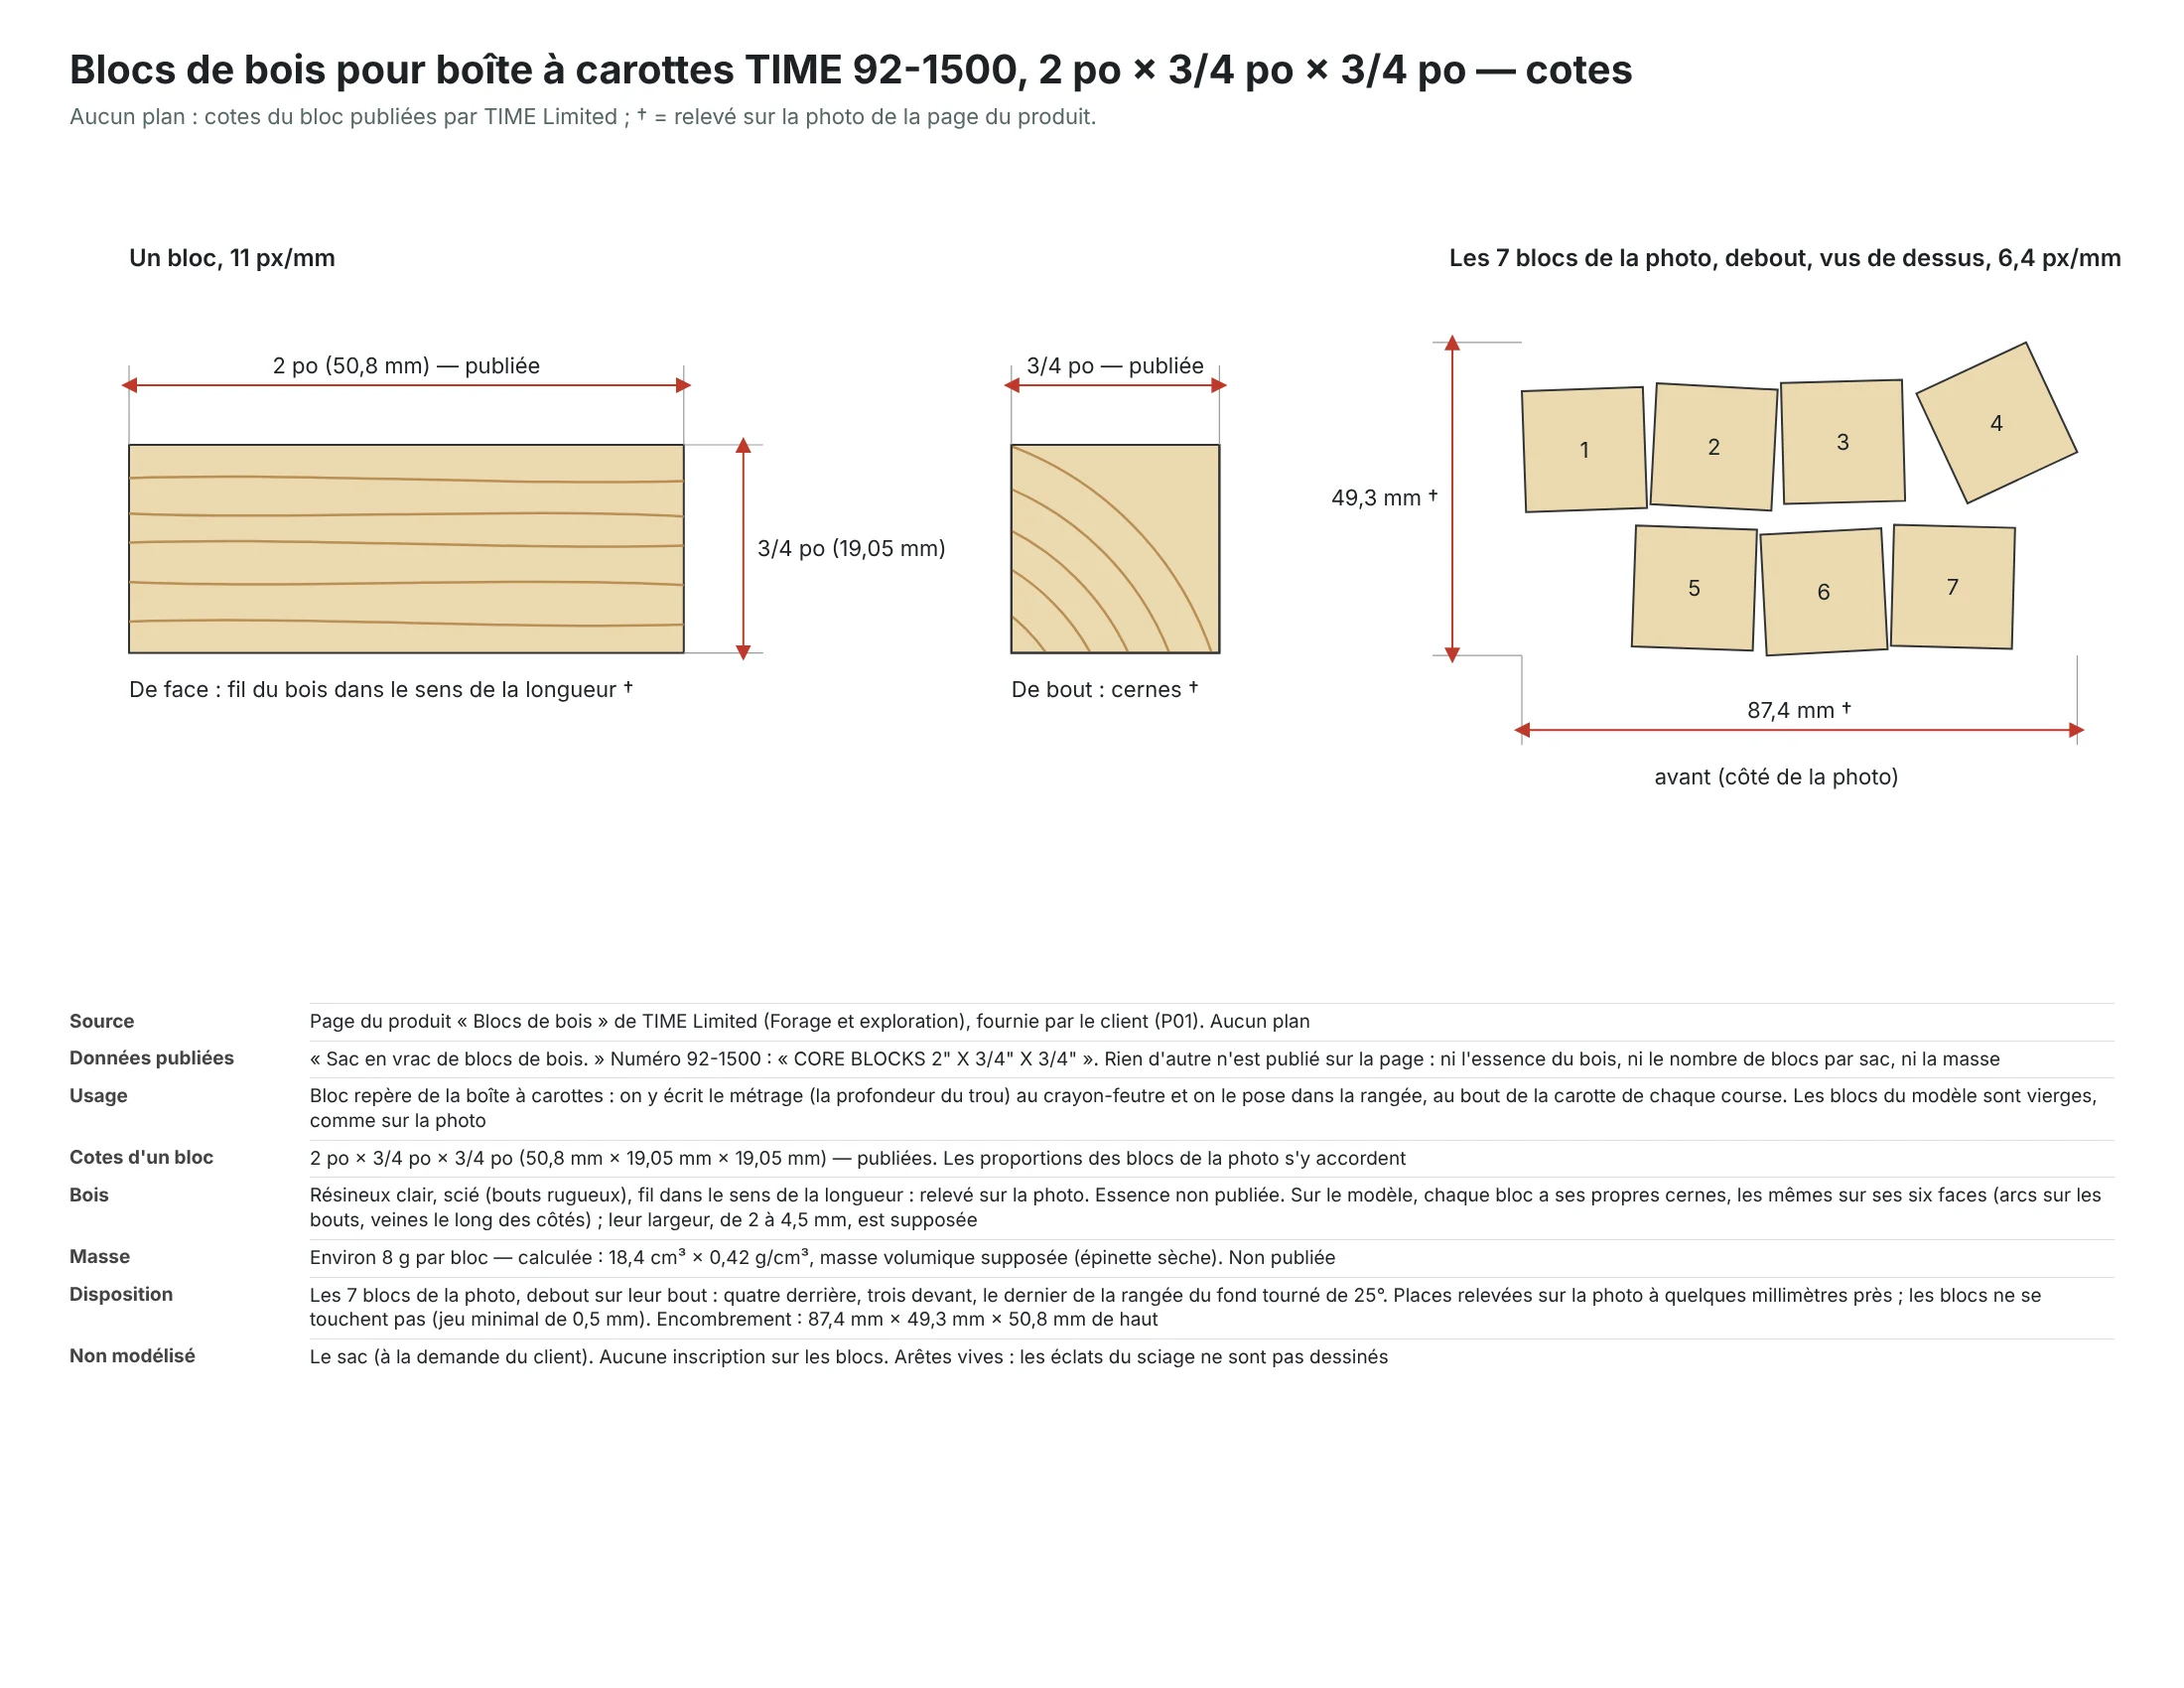 Blocs de bois pour boîte à carottes TIME 92-1500, 2 po × 3/4 po × 3/4 po — cotes
Aucun plan : cotes du bloc publiées par TIME Limited ; † = relevé sur la photo de la page du produit.
Un bloc, 11 px/mm
Les 7 blocs de la photo, debout, vus de dessus, 6,4 px/mm
2 po (50,8 mm) — publiée
3/4 po — publiée
3/4 po (19,05 mm)
De face : fil du bois dans le sens de la longueur †
De bout : cernes †
49,3 mm †
1
2
3
4
5
6
7
87,4 mm †
avant (côté de la photo)
Source
Page du produit « Blocs de bois » de TIME Limited (Forage et exploration), fournie par le client (P01). Aucun plan
Données publiées
« Sac en vrac de blocs de bois. » Numéro 92-1500 : « CORE BLOCKS 2" X 3/4" X 3/4" ». Rien d'autre n'est publié sur la page : ni l'essence du bois, ni le nombre de blocs par sac, ni la masse
Usage
Bloc repère de la boîte à carottes : on y écrit le métrage (la profondeur du trou) au crayon-feutre et on le pose dans la rangée, au bout de la carotte de chaque course. Les blocs du modèle sont vierges,
comme sur la photo
Cotes d'un bloc
2 po × 3/4 po × 3/4 po (50,8 mm × 19,05 mm × 19,05 mm) — publiées. Les proportions des blocs de la photo s'y accordent
Bois
Résineux clair, scié (bouts rugueux), fil dans le sens de la longueur : relevé sur la photo. Essence non publiée. Sur le modèle, chaque bloc a ses propres cernes, les mêmes sur ses six faces (arcs sur les
bouts, veines le long des côtés) ; leur largeur, de 2 à 4,5 mm, est supposée
Masse
Environ 8 g par bloc — calculée : 18,4 cm³ × 0,42 g/cm³, masse volumique supposée (épinette sèche). Non publiée
Disposition
Les 7 blocs de la photo, debout sur leur bout : quatre derrière, trois devant, le dernier de la rangée du fond tourné de 25°. Places relevées sur la photo à quelques millimètres près ; les blocs ne se
touchent pas (jeu minimal de 0,5 mm). Encombrement : 87,4 mm × 49,3 mm × 50,8 mm de haut
Non modélisé
Le sac (à la demande du client). Aucune inscription sur les blocs. Arêtes vives : les éclats du sciage ne sont pas dessinés